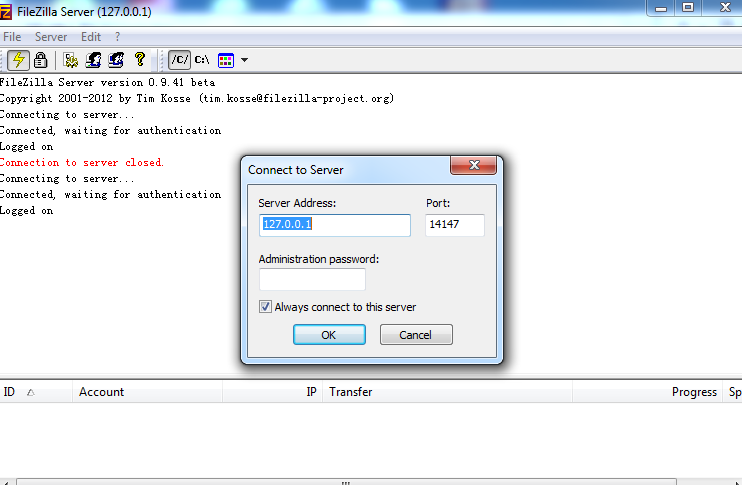 FileZilla Server (127.0.0.1)
File Server Edit ?
/C/ C:\
FileZilla Server version 0.9.41 beta
Copyright 2001-2012 by Tim Kosse (tim.kosse@filezilla-project.org)
Connecting to server...
Connected, waiting for authentication
Logged on
Connection to server closed.
Connecting to server...
Connected, waiting for authentication
Logged on
Connect to Server
Server Address: Port:
127.0.0.1 14147
Administration password:
Always connect to this server
OK Cancel
ID Account IP Transfer Progress Sp